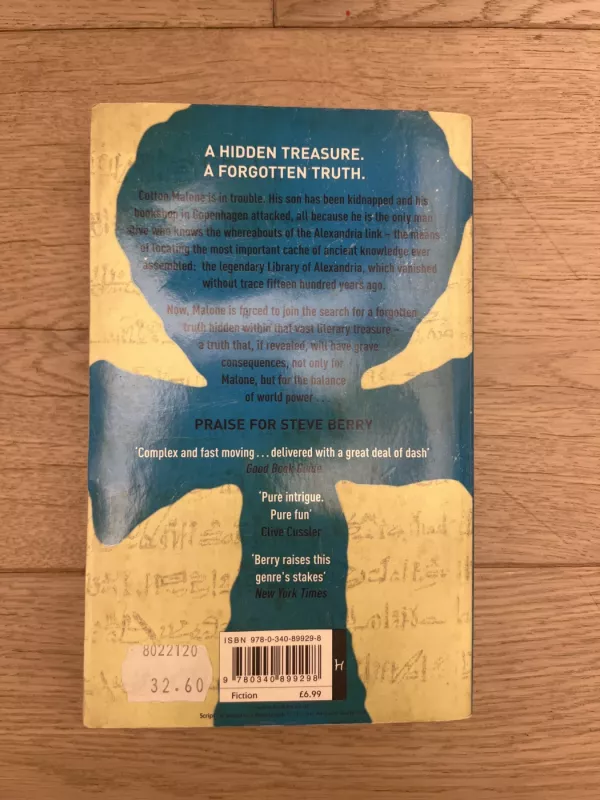 A HIDDEN TREASURE.
A FORGOTTEN TRUTH.
Cotton Malone is in trouble. His son has been kidnapped and his
bookshop in Copenhagen attacked, all because he is the only man
alive who knows the whereabouts of the Alexandria link – the means
of locating the most important cache of ancient knowledge ever
assembled: the legendary Library of Alexandria, which vanished
without trace fifteen hundred years ago.
Now, Malone is forced to join the search for a forgotten
truth hidden within that vast literary treasure –
a truth that, if revealed, will have grave
consequences, not only for
Malone, but for the balance
of world power . . .
PRAISE FOR STEVE BERRY
'Complex and fast moving . . . delivered with a great deal of dash'
Good Book Guide
'Pure intrigue.
Pure fun'
Clive Cussler
'Berry raises this
genre's stakes'
New York Times
ISBN 978-0-340-89929-8
9 780340 899298
Fiction £6.99
8022120
32.60